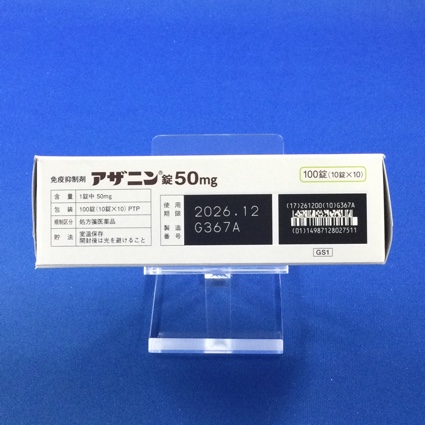 免疫抑制剤 アザニン®錠50mg
100錠(10錠×10)
含量 1錠中 50mg
包装 100錠(10錠×10)PTP
規制区分 処方箋医薬品
貯法 室温保存
開封後は光を避けること
使用期限 2026.12
製造番号 G367A
(17)261200(10)G367A
(01)14987128027511
GS1